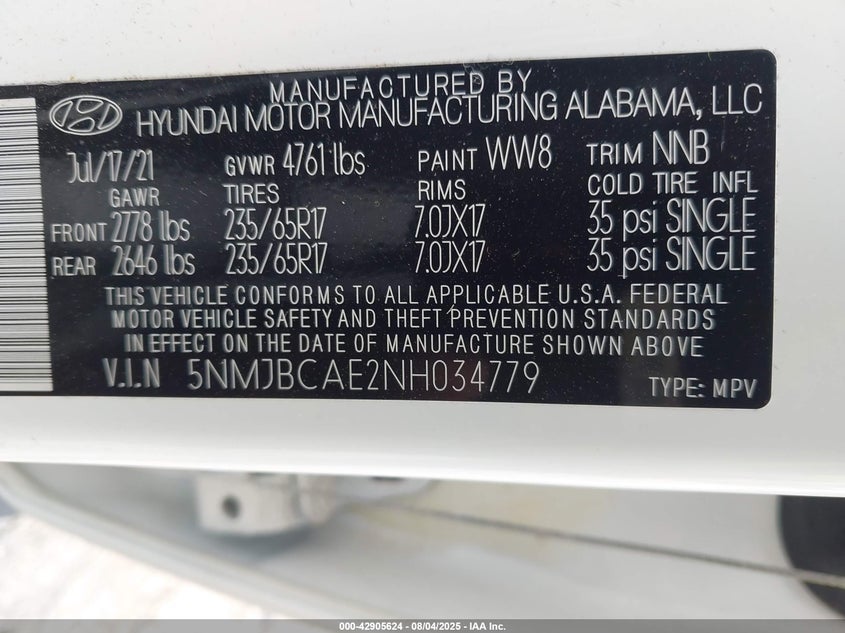 MANUFACTURED BY
HYUNDAI MOTOR MANUFACTURING ALABAMA, LLC
Jul/17/21 GVWR 4761 lbs PAINT WW8 TRIM NNB
GAWR TIRES RIMS COLD TIRE INFL
FRONT 2778 lbs 235/65R17 7.0JX17 35 psi SINGLE
REAR 2646 lbs 235/65R17 7.0JX17 35 psi SINGLE
THIS VEHICLE CONFORMS TO ALL APPLICABLE U.S.A. FEDERAL
MOTOR VEHICLE SAFETY AND THEFT PREVENTION STANDARDS
IN EFFECT ON THE DATE OF MANUFACTURE SHOWN ABOVE
V.I.N 5NMJBCAE2NH034779 TYPE: MPV
000-42905624 - 08/04/2025 - IAA Inc.